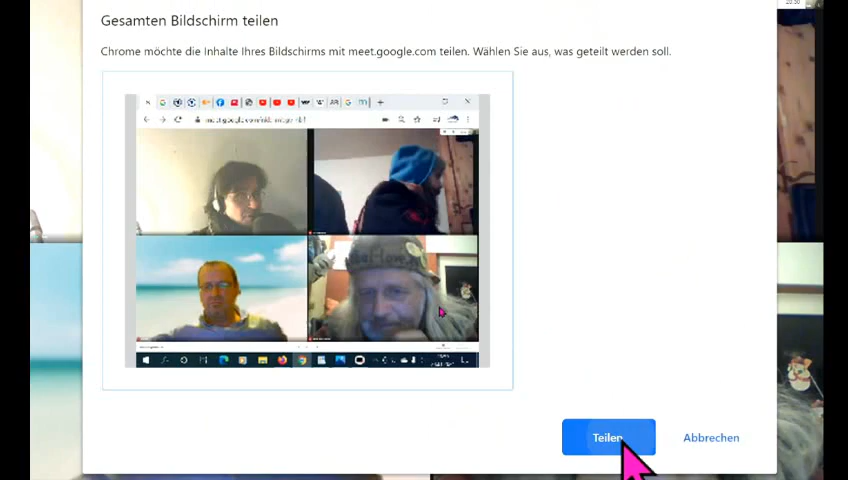 Gesamten Bildschirm teilen
Chrome möchte die Inhalte Ihres Bildschirms mit meet.google.com teilen. Wählen Sie aus, was geteilt werden soll.
Teilen
Abbrechen